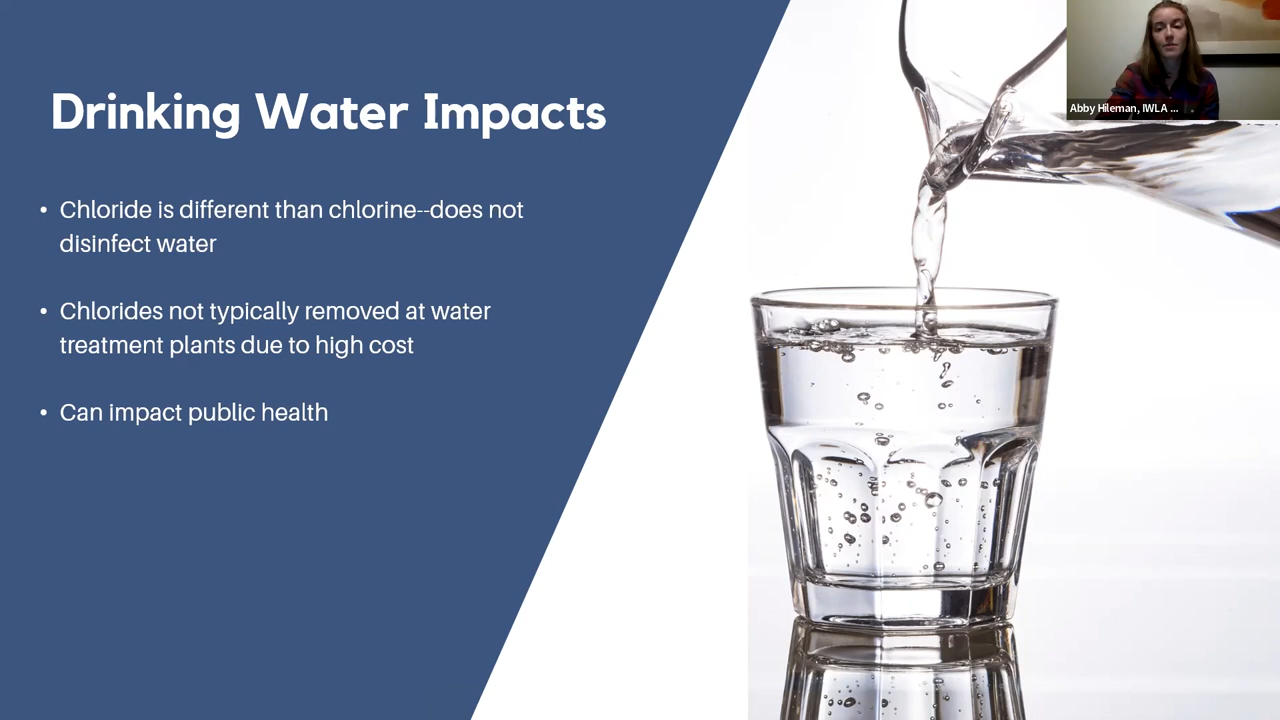 Drinking Water Impacts
• Chloride is different than chlorine--does not
disinfect water
• Chlorides not typically removed at water
treatment plants due to high cost
• Can impact public health
Abby Hileman, IWLA ...